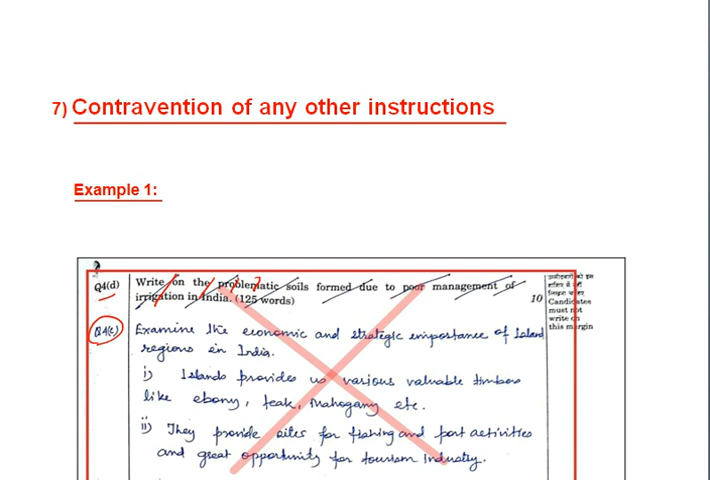 7) Contravention of any other instructions
Example 1:
Q4(d)
Write on the problematic soils formed due to poor management of
irrigation in India. (125 words)
10
Candidates
must not
write on
this margin
Q4(c)
Examine the economic and strategic importance of Island
regions in India.
i) Islands provides us various valuable timbers
like ebony, teak, Mahogany etc.
ii) They provide sites for fishing and port activities
and great opportunity for tourism Industry.